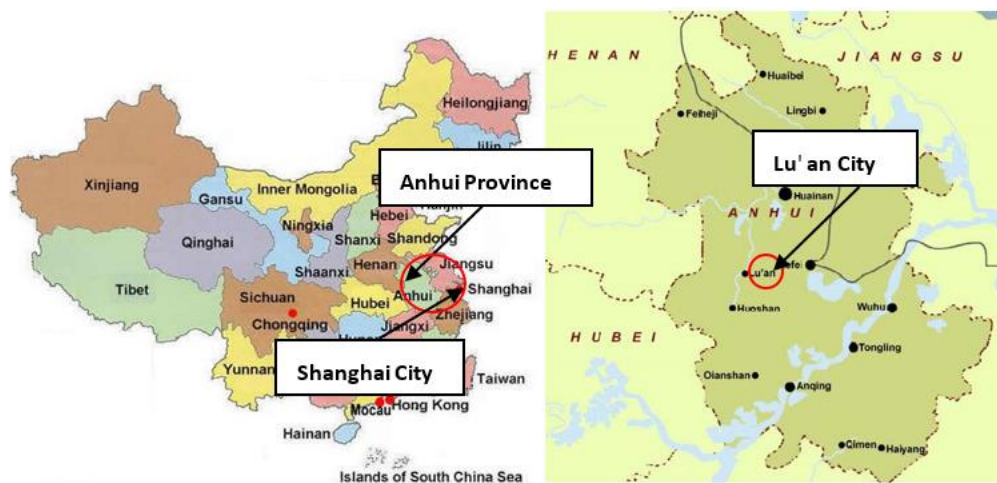 Heilongjiang
Jilin
Xinjiang
Gansu
Inner Mongolia
Anhui Province
Ningxia
Hebei
Tianjin
Qinghai
Shanxi
Shandong
Shaanxi
Henan
Jiangsu
Tibet
Sichuan
Hubei
Anhui
Shanghai
Chongqing
Zhejiang
Jiangxi
Yunnan
Shanghai City
Taiwan
Mocau
Hong Kong
Hainan
Islands of South China Sea
HENAN
JIANGSU
Huaibei
Feiheji
Lingbi
Lu' an City
Huainan
ANHUI
Lu'an
Huoshan
Wuhu
HUBEI
Tongling
Oianshan
Anqing
Qimen
Haiyang